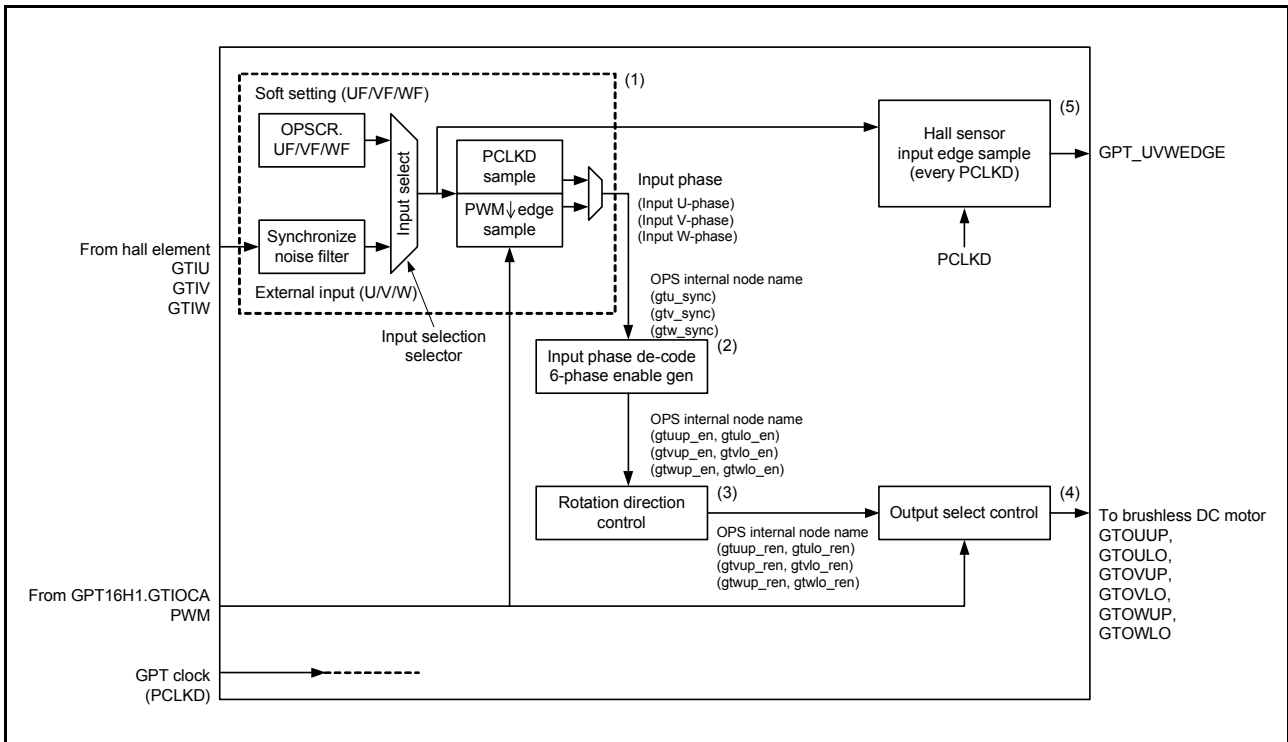 (1)
Soft setting (UF/VF/WF)
OPSCR.
UF/VF/WF
Input select
PCLKD
sample
PWM↓edge
sample
Synchronize
noise filter
External input (U/V/W)
From hall element
GTIU
GTIV
GTIW
Input selection
selector
Input phase
(Input U-phase)
(Input V-phase)
(Input W-phase)
(5)
Hall sensor
input edge sample
(every PCLKD)
GPT_UVWEDGE
PCLKD
OPS internal node name
(gtu_sync)
(gtv_sync)
(gtw_sync)
(2)
Input phase de-code
6-phase enable gen
OPS internal node name
(gtuup_en, gtulo_en)
(gtvup_en, gtvlo_en)
(gtwup_en, gtwlo_en)
(3)
Rotation direction
control
OPS internal node name
(gtuup_ren, gtulo_ren)
(gtvup_ren, gtvlo_ren)
(gtwup_ren, gtwlo_ren)
(4)
Output select control
To brushless DC motor
GTOUUP,
GTOULO,
GTOVUP,
GTOVLO,
GTOWUP,
GTOWLO
From GPT16H1.GTIOCA
PWM
GPT clock
(PCLKD)